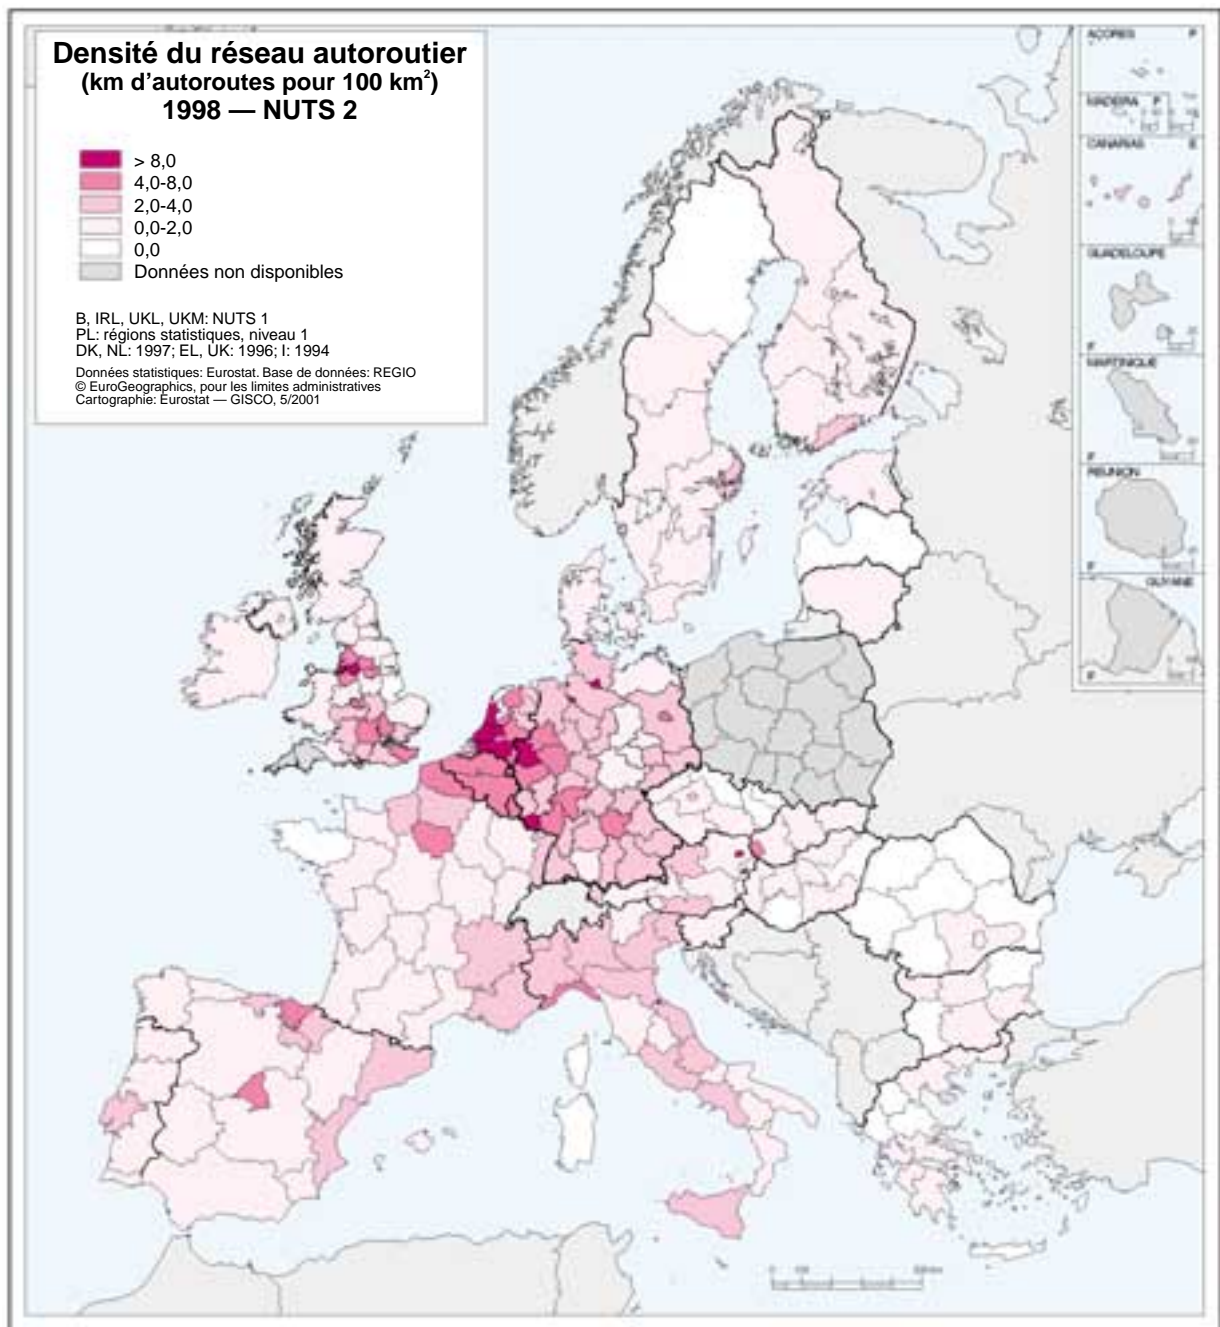 Densité du réseau autoroutier
(km d'autoroutes pour 100 km²)
1998 — NUTS 2
> 8,0
4,0-8,0
2,0-4,0
0,0-2,0
0,0
Données non disponibles
B, IRL, UKL, UKM: NUTS 1
PL: régions statistiques, niveau 1
DK, NL: 1997; EL, UK: 1996; I: 1994
Données statistiques: Eurostat. Base de données: REGIO
© EuroGeographics, pour les limites administratives
Cartographie: Eurostat — GISCO, 5/2001
AÇORES P
MADEIRA P
CANARIAS E
GUADELOUPE
F
MARTINIQUE
F
RÉUNION
F
GUYANE
F